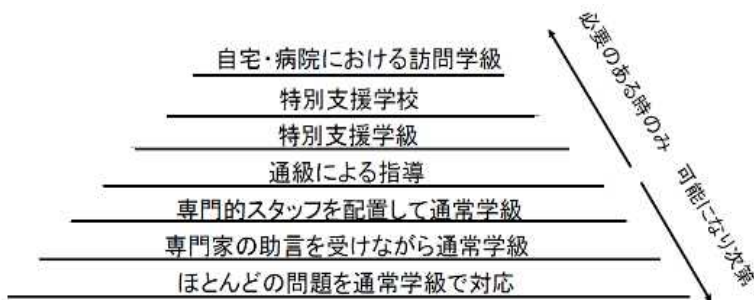 自宅・病院における訪問学級
特別支援学校
特別支援学級
通級による指導
専門的スタッフを配置して通常学級
専門家の助言を受けながら通常学級
ほとんどの問題を通常学級で対応
必要のある時のみ
可能になり次第